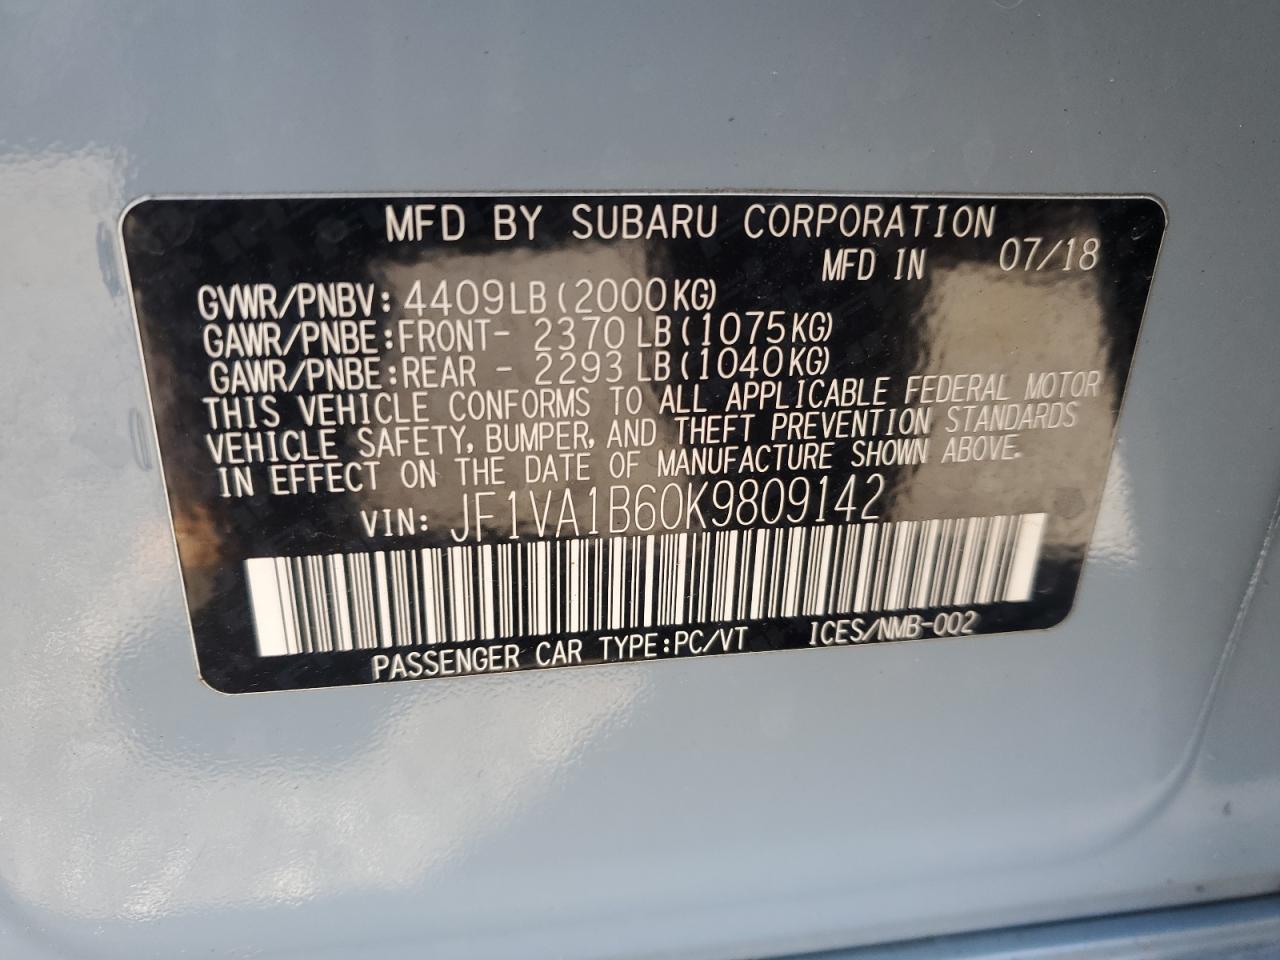 MFD BY SUBARU CORPORATION
MFD IN 07/18
GVWR/PNBV: 4409LB (2000KG)
GAWR/PNBE:FRONT- 2370 LB (1075KG)
GAWR/PNBE:REAR - 2293 LB (1040KG)
THIS VEHICLE CONFORMS TO ALL APPLICABLE FEDERAL MOTOR
VEHICLE SAFETY, BUMPER, AND THEFT PREVENTION STANDARDS
IN EFFECT ON THE DATE OF MANUFACTURE SHOWN ABOVE.
VIN: JF1VA1B60K9809142
PASSENGER CAR TYPE:PC/VT ICES/NMB-002